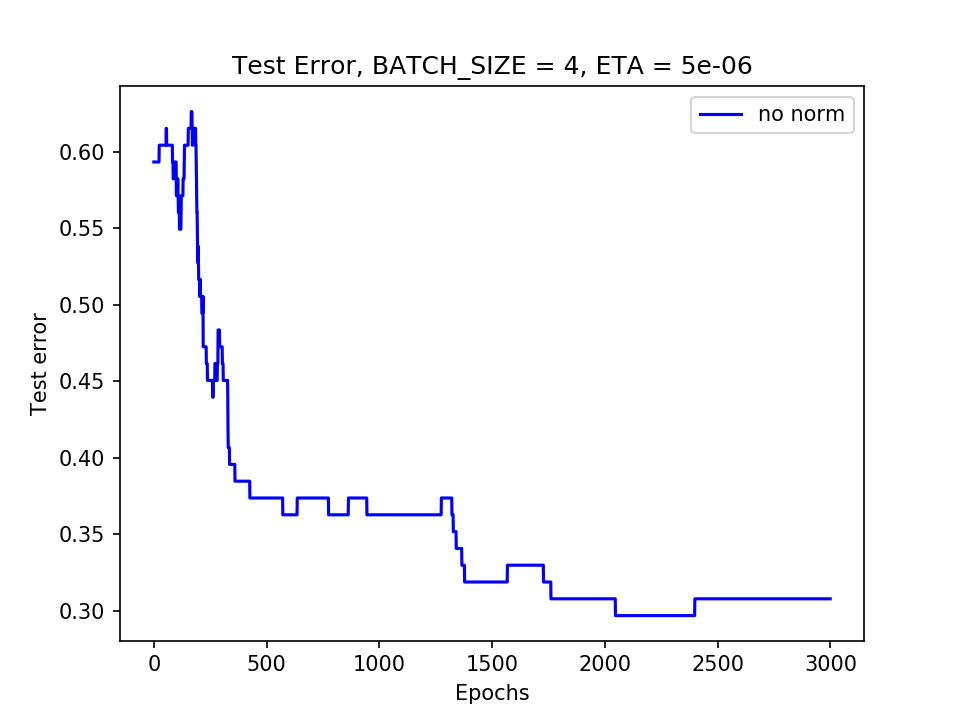 Test Error, BATCH_SIZE = 4, ETA = 5e-06
no norm
0.60
0.55
0.50
0.45
0.40
0.35
0.30
Test error
0 500 1000 1500 2000 2500 3000
Epochs